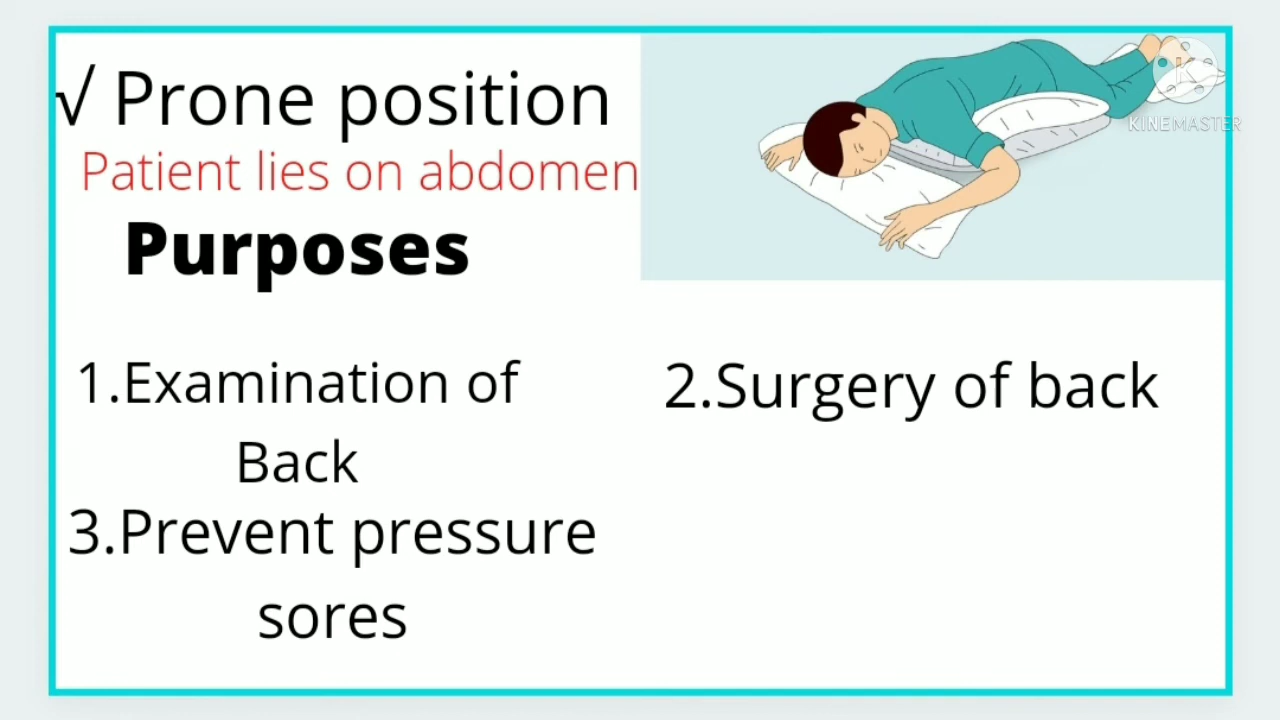 √ Prone position
Patient lies on abdomen
Purposes
1.Examination of
Back
2.Surgery of back
3.Prevent pressure
sores
KINEMASTER